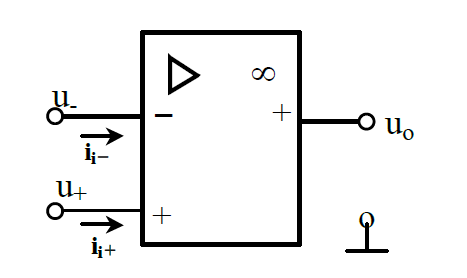 ∞
u-
− +
uo
ii−
u+
+
ii+
o